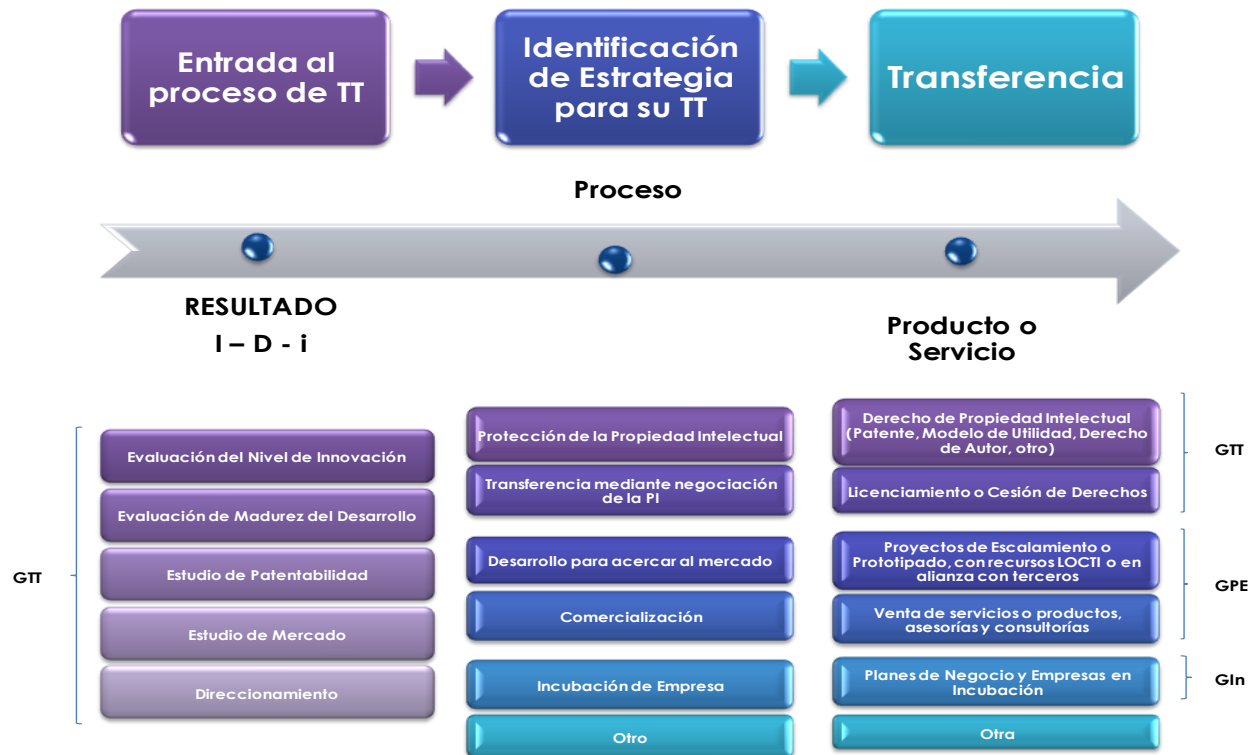 Entrada al
proceso de TT
Identificación
de Estrategia
para su TT
Transferencia
Proceso
RESULTADO
I – D - i
Producto o
Servicio
GTT
Evaluación del Nivel de Innovación
Evaluación de Madurez del Desarrollo
Estudio de Patentabilidad
Estudio de Mercado
Direccionamiento
Protección de la Propiedad Intelectual
Transferencia mediante negociación
de la PI
Desarrollo para acercar al mercado
Comercialización
Incubación de Empresa
Otro
Derecho de Propiedad Intelectual
(Patente, Modelo de Utilidad, Derecho
de Autor, otro)
Licenciamiento o Cesión de Derechos
Proyectos de Escalamiento o
Prototipado, con recursos LOCTI o en
alianza con terceros
Venta de servicios o productos,
asesorías y consultorías
Planes de Negocio y Empresas en
Incubación
Otra
GTT
GPE
GIn